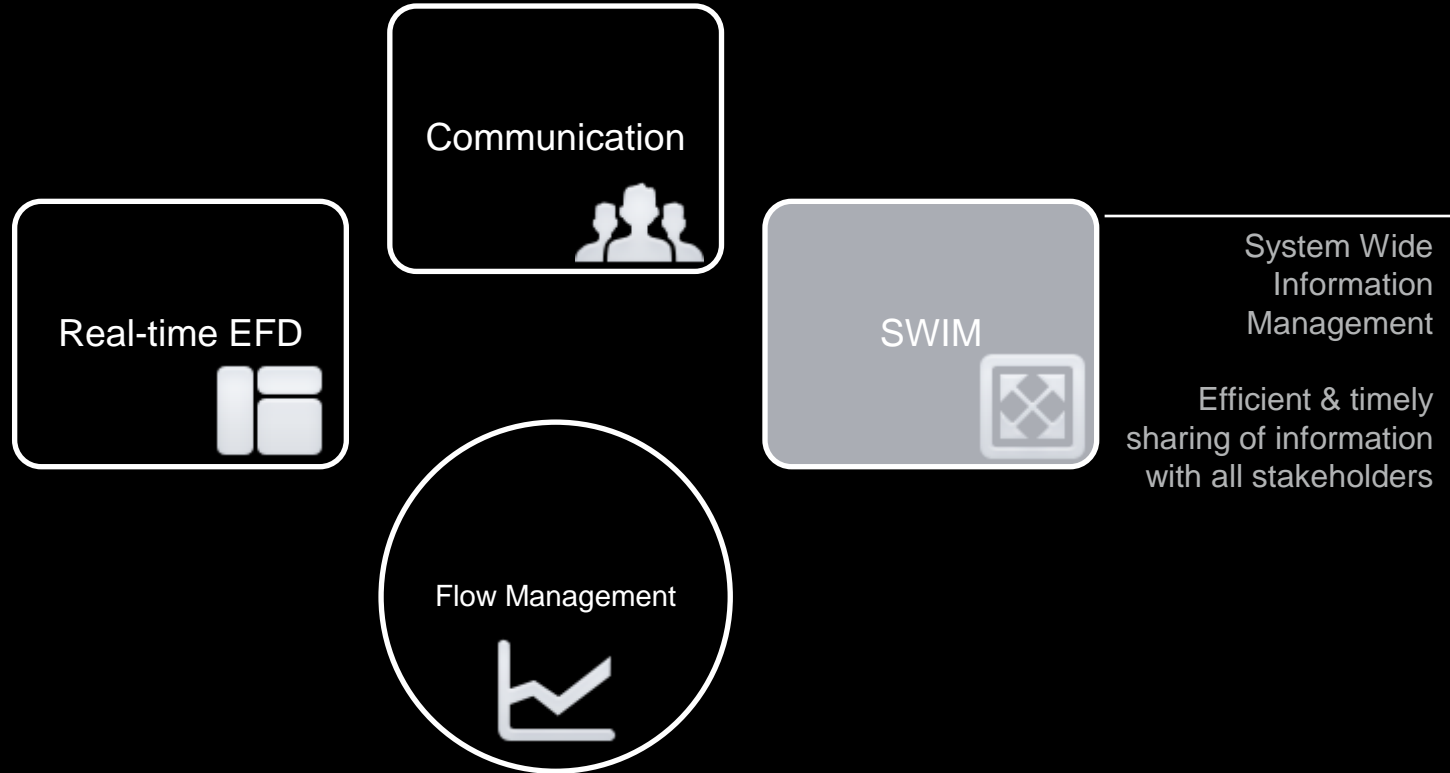 Communication
Real-time EFD
SWIM
System Wide
Information
Management
Efficient & timely
sharing of information
with all stakeholders
Flow Management